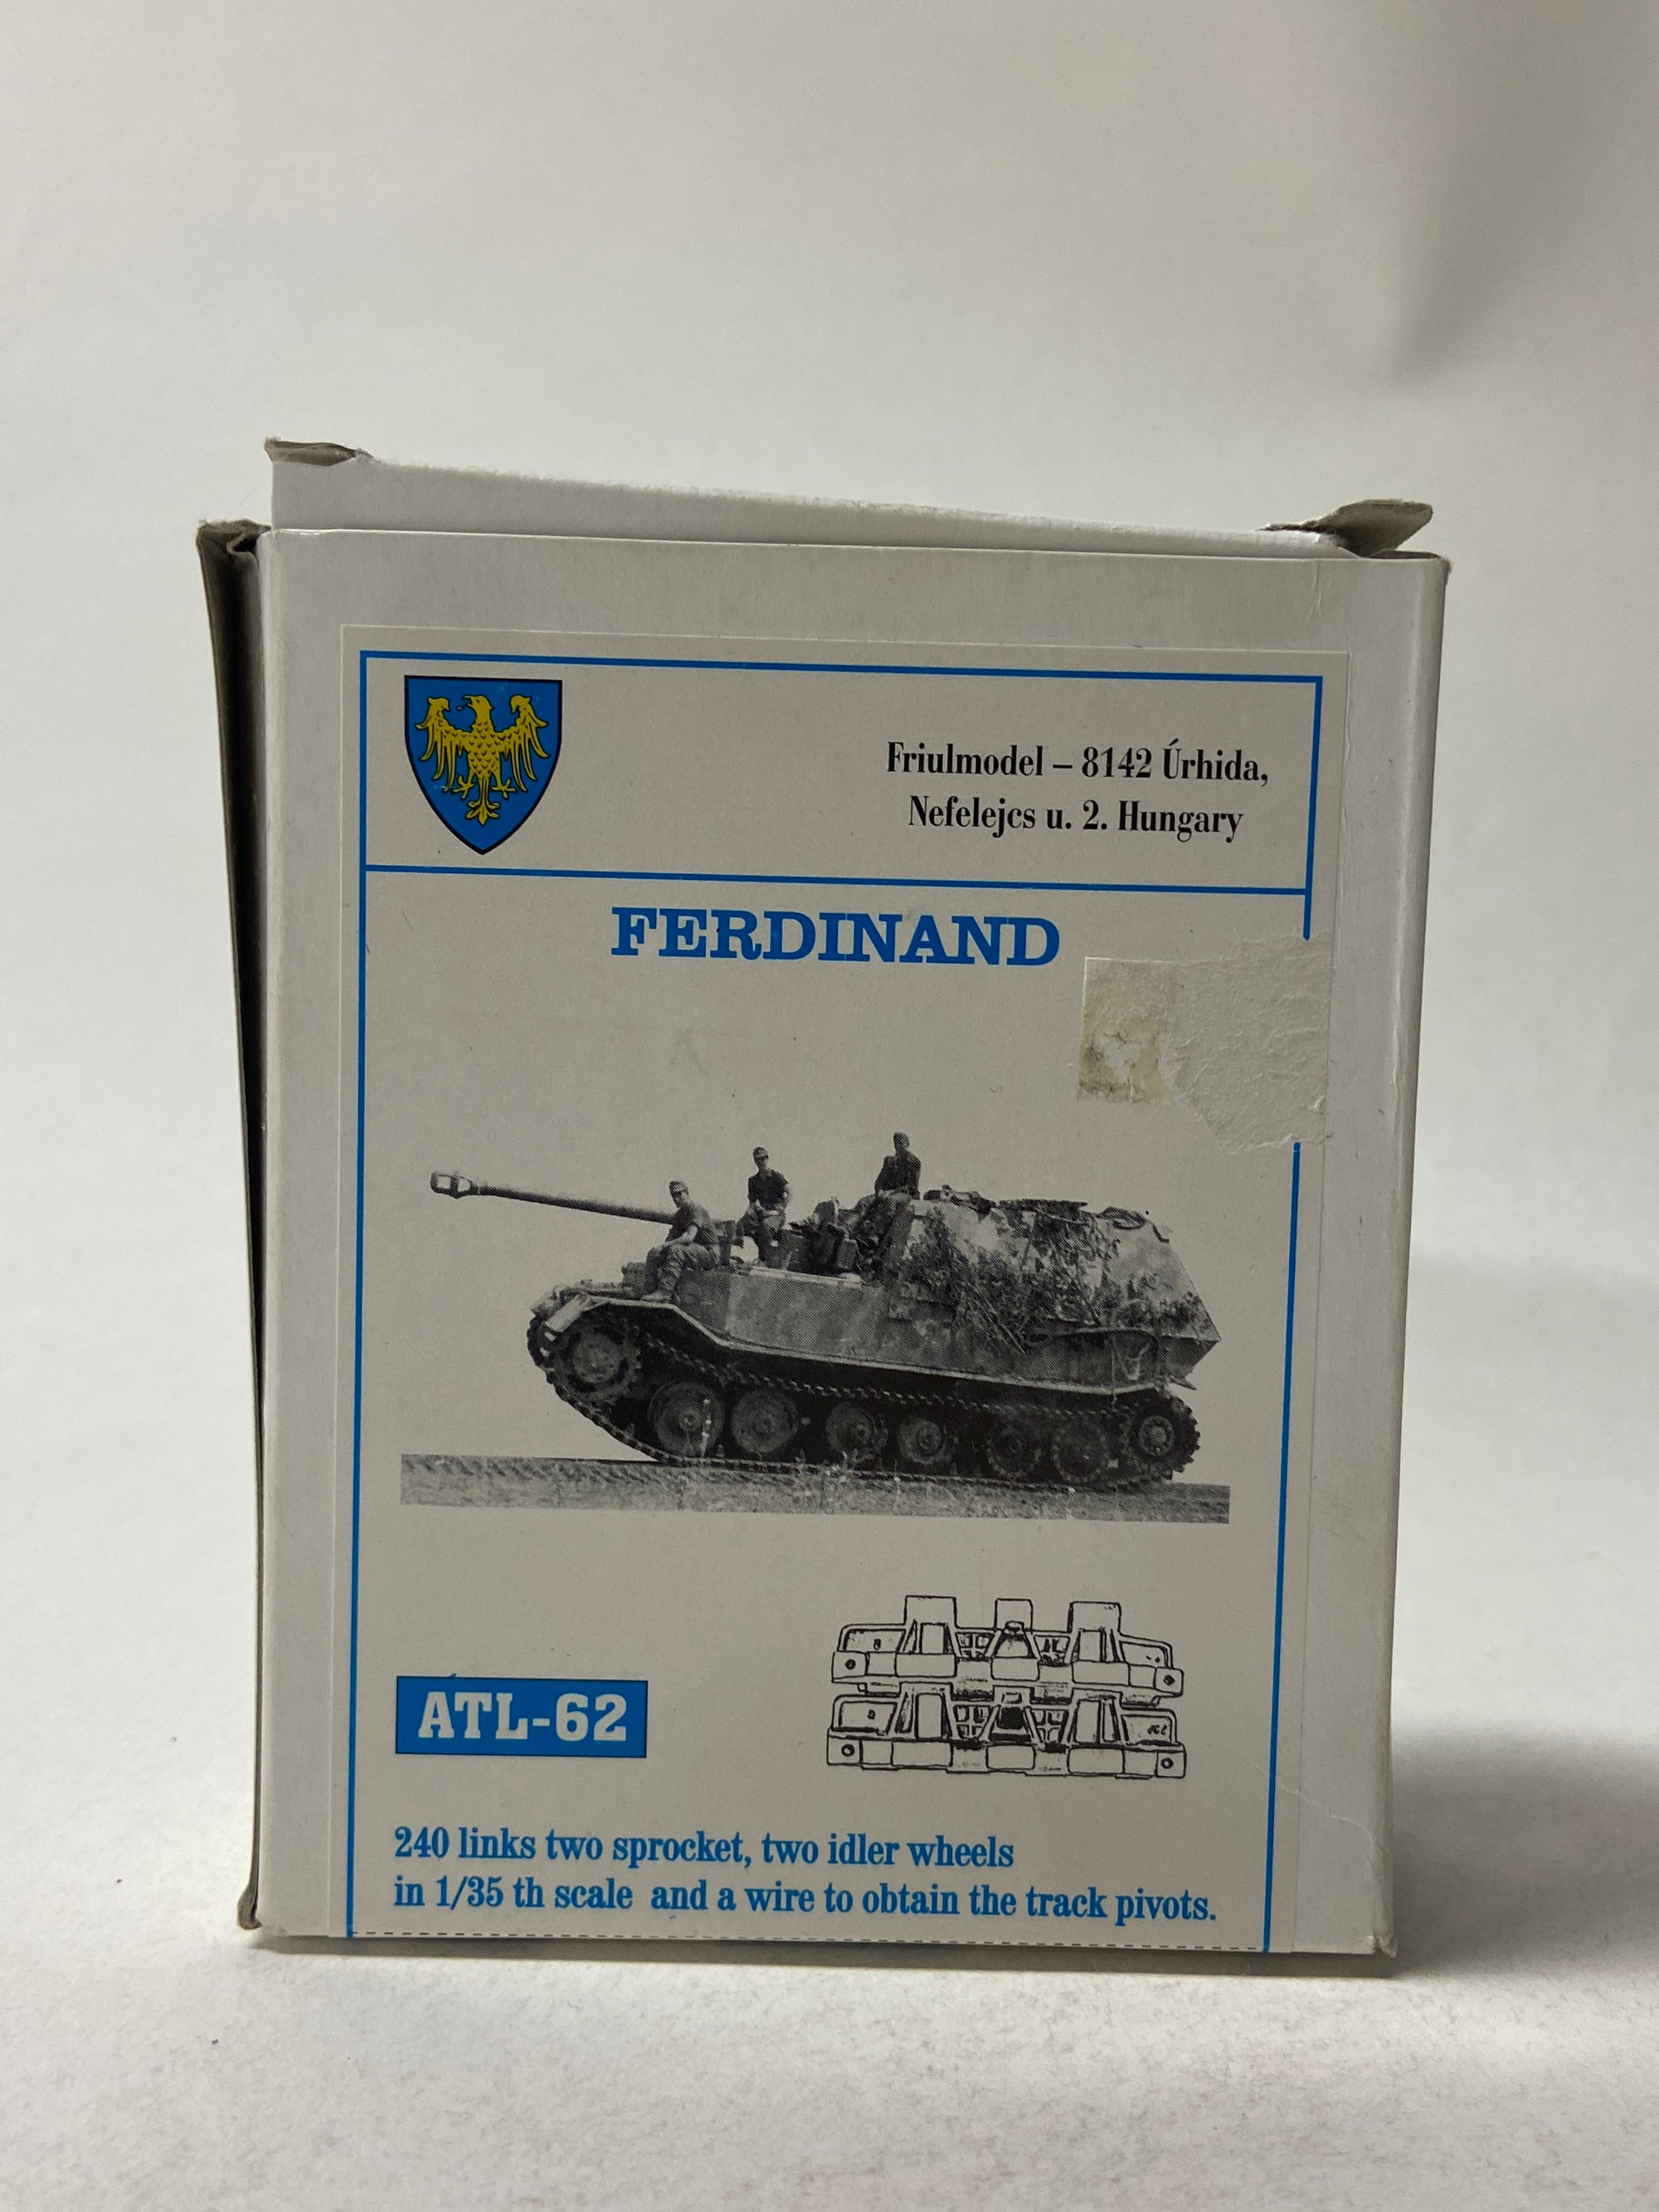 Friulmodel – 8142 Úrhida,
Nefelejcs u. 2. Hungary
FERDINAND
ATL-62
240 links two sprocket, two idler wheels
in 1/35 th scale and a wire to obtain the track pivots.